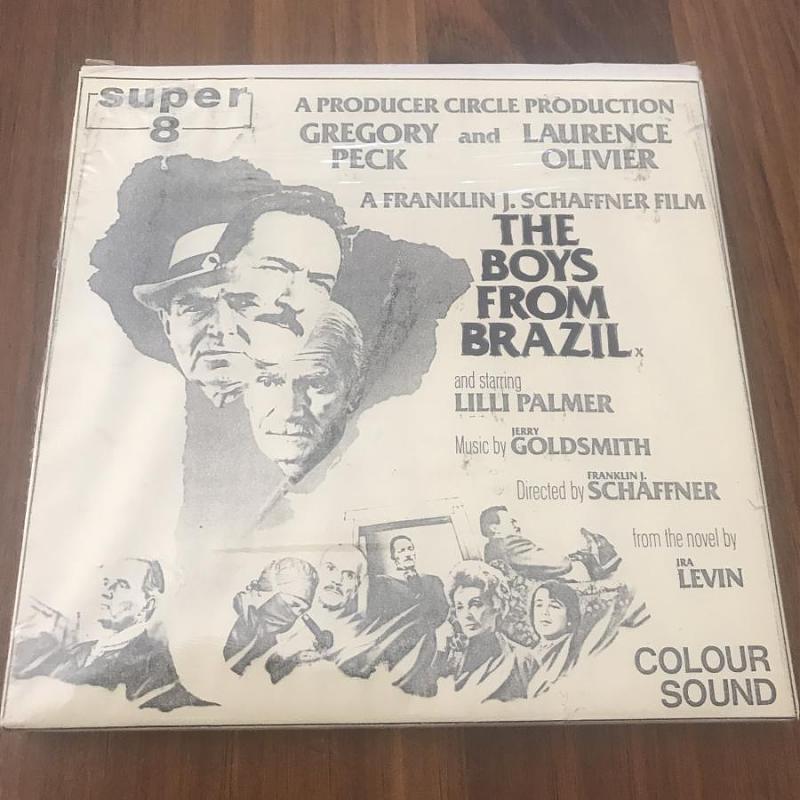 super
8
A PRODUCER CIRCLE PRODUCTION
GREGORY and LAURENCE
PECK OLIVIER
A FRANKLIN J. SCHAFFNER FILM
THE
BOYS
FROM
BRAZIL x
and starring
LILLI PALMER
Music by JERRY GOLDSMITH
Directed by FRANKLIN J. SCHAFFNER
from the novel by
IRA
LEVIN
COLOUR
SOUND